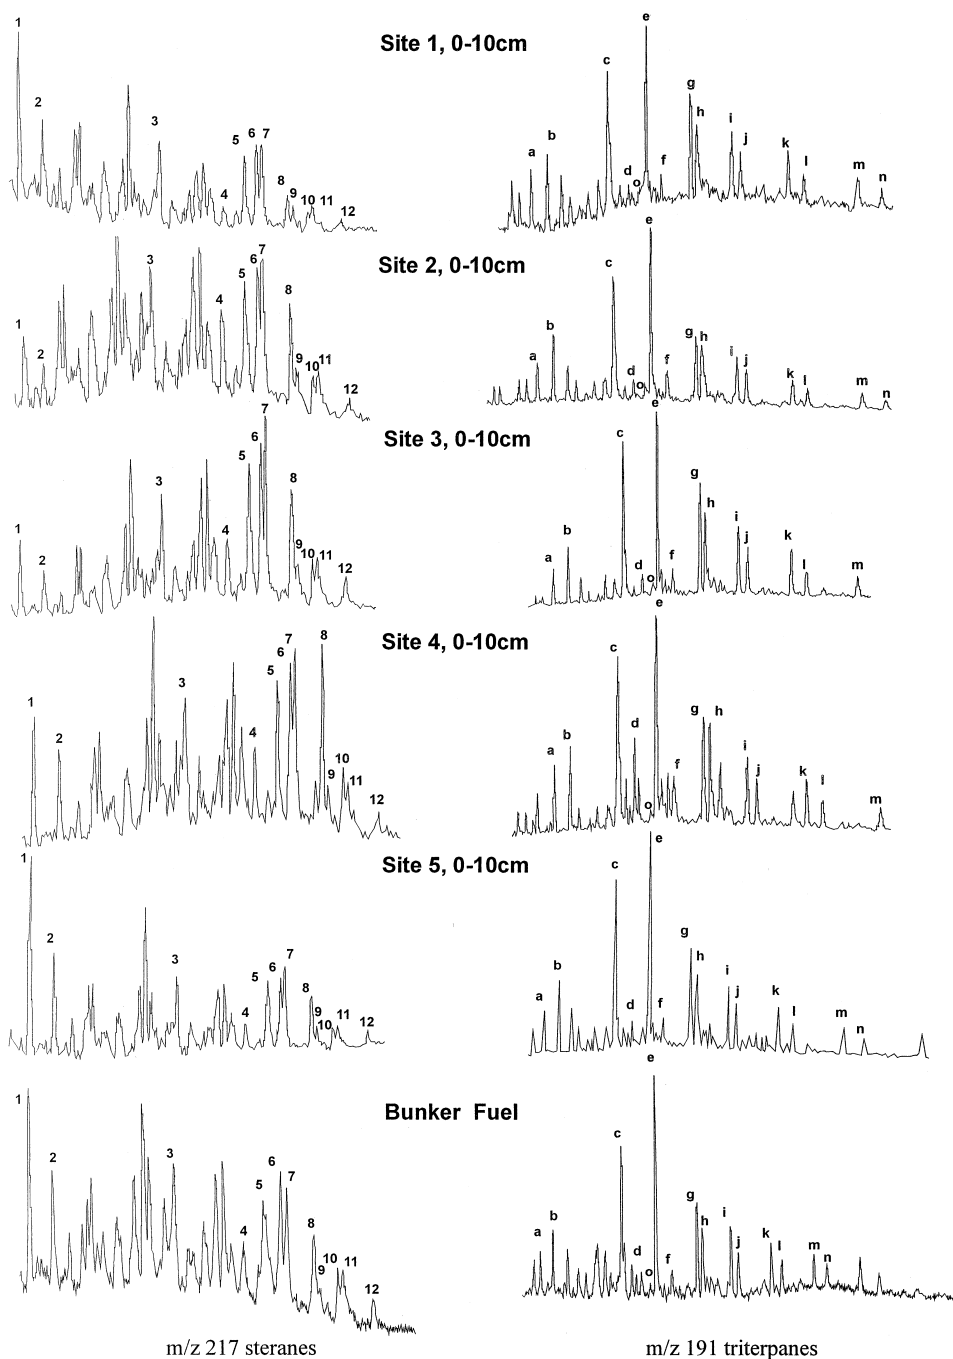 Site 1, 0-10cm
1 2 3 4 5 6 7 8 9 10 11 12
a b c d o e f g h i j k l m n
Site 2, 0-10cm
1 2 3 4 5 6 7 8 9 10 11 12
a b c d o e f g h i j k l m n
Site 3, 0-10cm
1 2 3 4 5 6 7 8 9 10 11 12
a b c d o e f g h i j k l m
Site 4, 0-10cm
1 2 3 4 5 6 7 8 9 10 11 12
a b c d o e f g h i j k l m
Site 5, 0-10cm
1 2 3 4 5 6 7 8 9 10 11 12
a b c d e f g h i j k l m n
Bunker Fuel
1 2 3 4 5 6 7 8 9 10 11 12
a b c d o e f g h i j k l m n
m/z 217 steranes
m/z 191 triterpanes